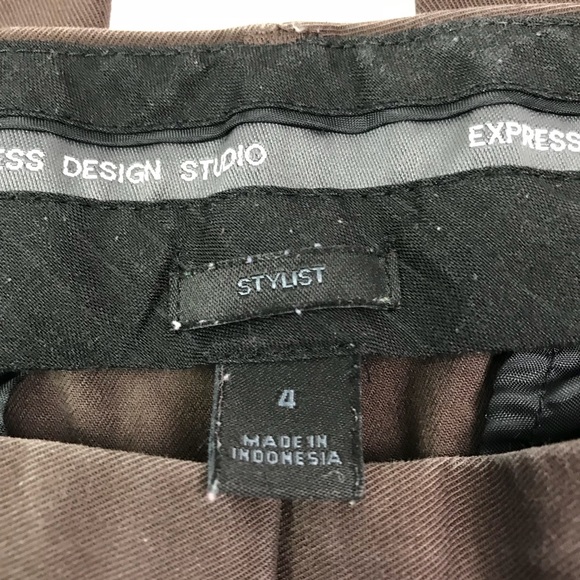 ESS DESIGN STUDIO EXPRESS
STYLIST
4
MADE IN
INDONESIA